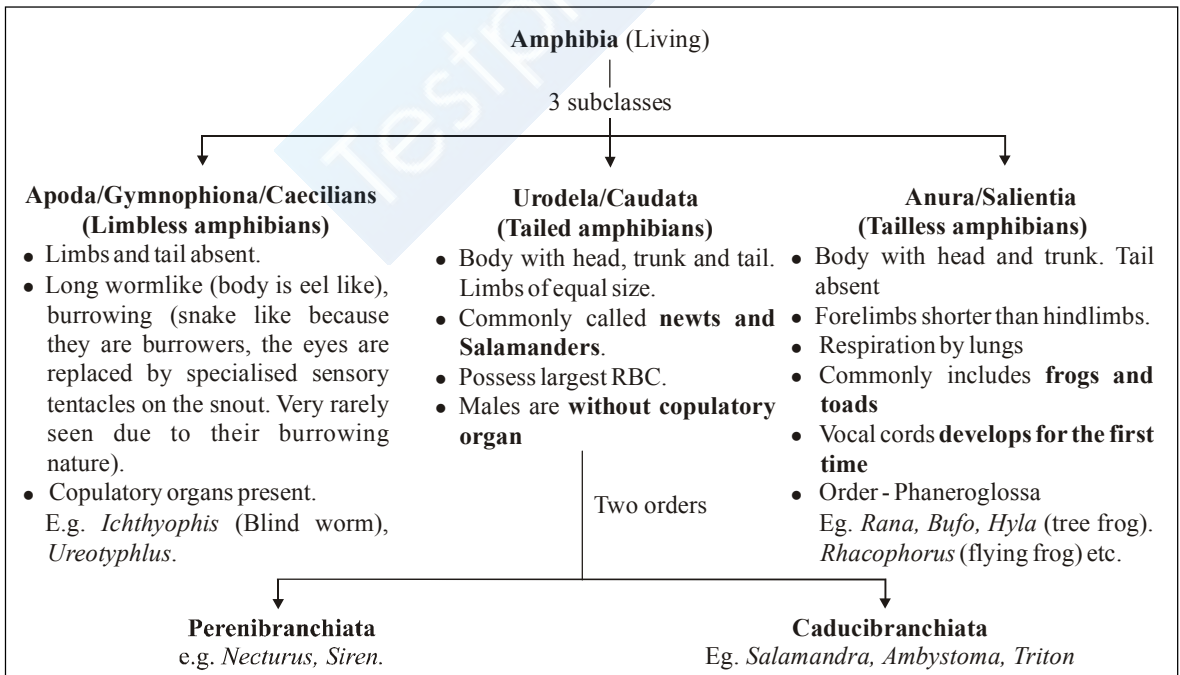 Testpr
Amphibia (Living)
3 subclasses
Apoda/Gymnophiona/Caecilians
(Limbless amphibians)
• Limbs and tail absent.
• Long wormlike (body is eel like),
burrowing (snake like because
they are burrowers, the eyes are
replaced by specialised sensory
tentacles on the snout. Very rarely
seen due to their burrowing
nature).
• Copulatory organs present.
E.g. Ichthyophis (Blind worm),
Ureotyphlus.
Urodela/Caudata
(Tailed amphibians)
• Body with head, trunk and tail.
Limbs of equal size.
• Commonly called newts and
Salamanders.
• Possess largest RBC.
• Males are without copulatory
organ
Anura/Salientia
(Tailless amphibians)
• Body with head and trunk. Tail
absent
• Forelimbs shorter than hindlimbs.
• Respiration by lungs
• Commonly includes frogs and
toads
• Vocal cords develops for the first
time
• Order - Phaneroglossa
Eg. Rana, Bufo, Hyla (tree frog).
Rhacophorus (flying frog) etc.
Two orders
Perenibranchiata
e.g. Necturus, Siren.
Caducibranchiata
Eg. Salamandra, Ambystoma, Triton